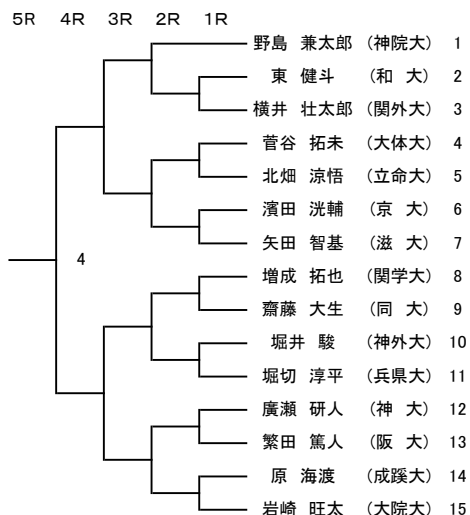 5R 4R 3R 2R 1R
野島 兼太郎 (神院大) 1
東 健斗 (和 大) 2
横井 壮太郎 (関外大) 3
菅谷 拓未 (大体大) 4
北畑 涼悟 (立命大) 5
濱田 洸輔 (京 大) 6
矢田 智基 (滋 大) 7
4
増成 拓也 (関学大) 8
齋藤 大生 (同 大) 9
堀井 駿 (神外大) 10
堀切 淳平 (兵県大) 11
廣瀬 研人 (神 大) 12
繁田 篤人 (阪 大) 13
原 海渡 (成蹊大) 14
岩崎 旺太 (大院大) 15